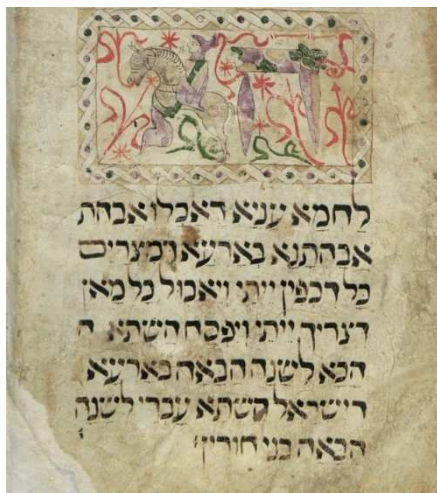 לחמא עניא דאכלו אבהת
אבהתנא בארעא דמצרים
כל דכפין ייתי ויאכול כל מאן
דצריך ייתי ויפסח השתא ה
הכא לשנה הבאה בארעא
דישראל השתא עבדי לשנה
הבאה בני חורין